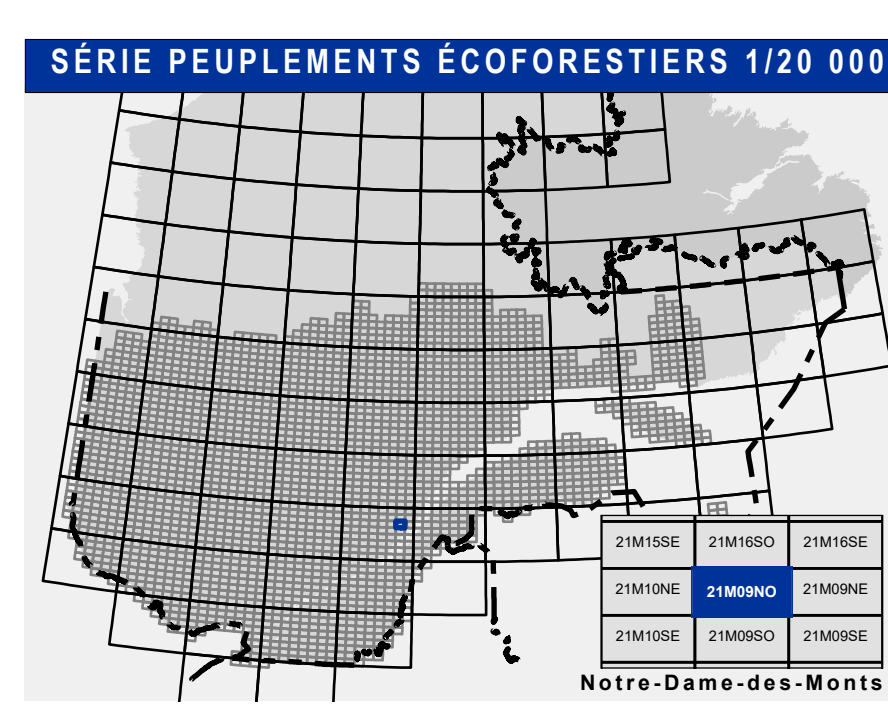 SÉRIE PEUPLEMENTS ÉCOFORESTIERS 1/20 000
21M15SE 21M16SO 21M16SE
21M10NE 21M09NO 21M09NE
21M10SE 21M09SO 21M09SE
Notre-Dame-des-Monts